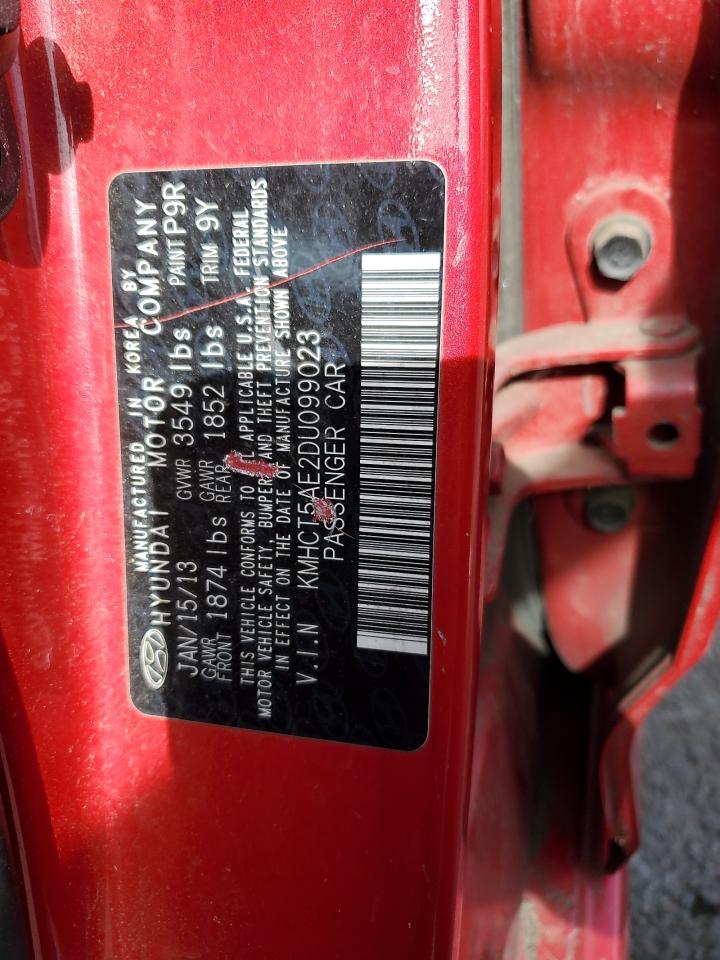 MANUFACTURED IN KOREA BY
HYUNDAI MOTOR COMPANY
JAN/15/13 GVWR 3549 lbs PAINT P9R
GAWR FRONT 1874 lbs GAWR REAR 1852 lbs TRIM 9Y
THIS VEHICLE CONFORMS TO ALL APPLICABLE U.S.A. FEDERAL
MOTOR VEHICLE SAFETY, BUMPER, AND THEFT PREVENTION STANDARDS
IN EFFECT ON THE DATE OF MANUFACTURE SHOWN ABOVE
V.I.N KMHCT5AE2DU099023
PASSENGER CAR